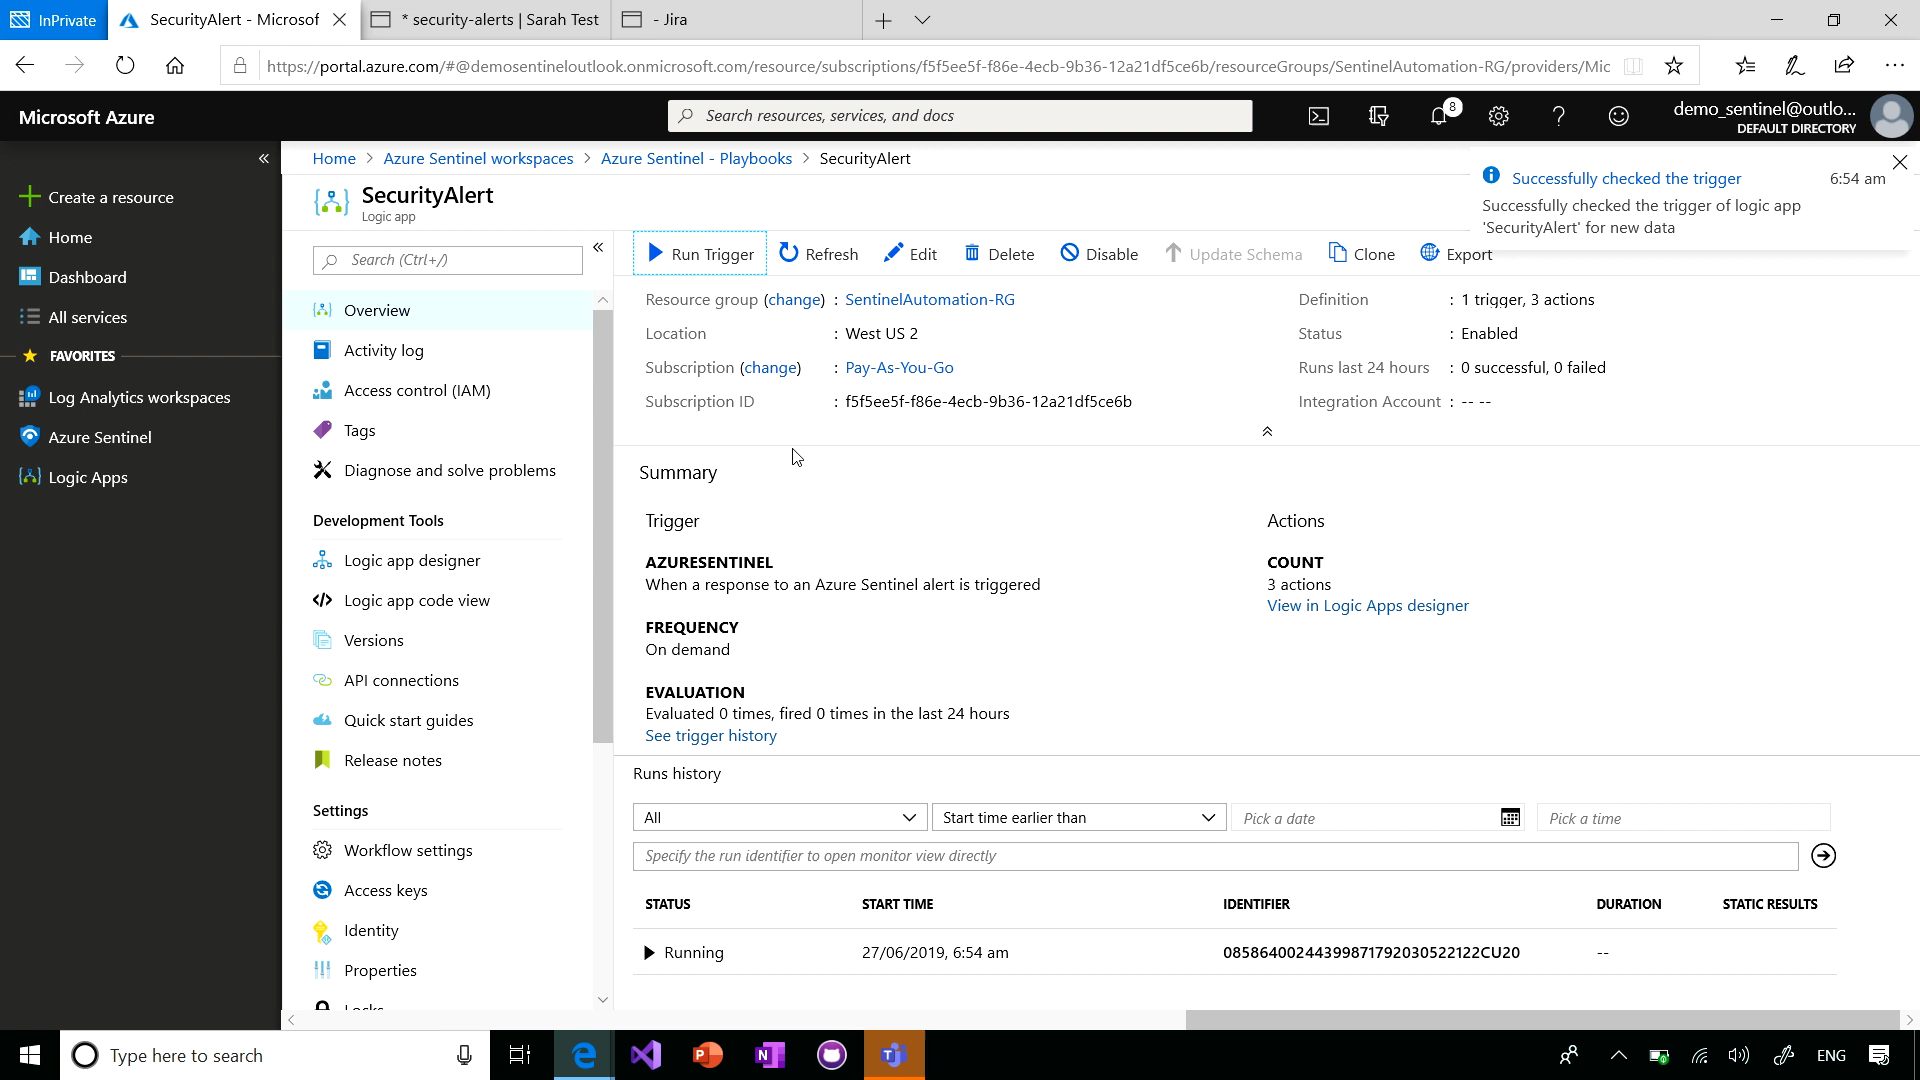 InPrivate
SecurityAlert - Microsof
* security-alerts | Sarah Test
- Jira
https://portal.azure.com/#@demosentineloutlook.onmicrosoft.com/resource/subscriptions/f5f5ee5f-f86e-4ecb-9b36-12a21df5ce6b/resourceGroups/SentinelAutomation-RG/providers/Mic
Microsoft Azure
Search resources, services, and docs
8
demo_sentinel@outlo...
DEFAULT DIRECTORY
Create a resource
Home
Dashboard
All services
FAVORITES
Log Analytics workspaces
Azure Sentinel
Logic Apps
Home > Azure Sentinel workspaces > Azure Sentinel - Playbooks > SecurityAlert
SecurityAlert
Logic app
Successfully checked the trigger 6:54 am
Successfully checked the trigger of logic app
'SecurityAlert' for new data
Search (Ctrl+/)
Overview
Activity log
Access control (IAM)
Tags
Diagnose and solve problems
Development Tools
Logic app designer
Logic app code view
Versions
API connections
Quick start guides
Release notes
Settings
Workflow settings
Access keys
Identity
Properties
Locks
Run Trigger Refresh Edit Delete Disable Update Schema Clone Export
Resource group (change) : SentinelAutomation-RG
Location : West US 2
Subscription (change) : Pay-As-You-Go
Subscription ID : f5f5ee5f-f86e-4ecb-9b36-12a21df5ce6b
Definition : 1 trigger, 3 actions
Status : Enabled
Runs last 24 hours : 0 successful, 0 failed
Integration Account : -- --
Summary
Trigger
AZURESENTINEL
When a response to an Azure Sentinel alert is triggered
FREQUENCY
On demand
EVALUATION
Evaluated 0 times, fired 0 times in the last 24 hours
See trigger history
Actions
COUNT
3 actions
View in Logic Apps designer
Runs history
All Start time earlier than Pick a date Pick a time
Specify the run identifier to open monitor view directly
STATUS START TIME IDENTIFIER DURATION STATIC RESULTS
Running 27/06/2019, 6:54 am 08586400244399871792030522122CU20 --
Type here to search
ENG